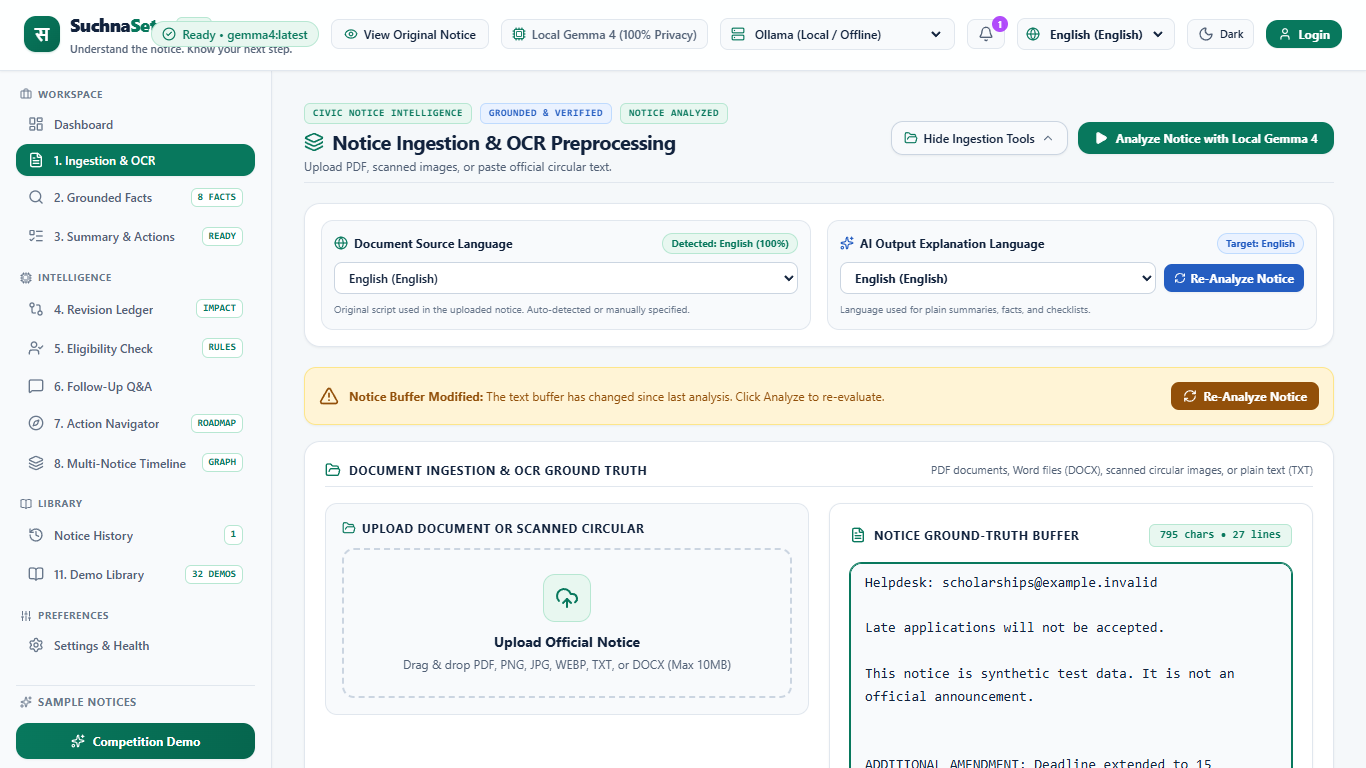 स
SuchnaSet
Understand the notice. Know your next step.
Ready • gemma4:latest
View Original Notice
Local Gemma 4 (100% Privacy)
Ollama (Local / Offline)
1
English (English)
Dark
Login
WORKSPACE
Dashboard
1. Ingestion & OCR
2. Grounded Facts
8 FACTS
3. Summary & Actions
READY
INTELLIGENCE
4. Revision Ledger
IMPACT
5. Eligibility Check
RULES
6. Follow-Up Q&A
7. Action Navigator
ROADMAP
8. Multi-Notice Timeline
GRAPH
LIBRARY
Notice History
1
11. Demo Library
32 DEMOS
PREFERENCES
Settings & Health
SAMPLE NOTICES
Competition Demo
CIVIC NOTICE INTELLIGENCE
GROUNDED & VERIFIED
NOTICE ANALYZED
Notice Ingestion & OCR Preprocessing
Upload PDF, scanned images, or paste official circular text.
Hide Ingestion Tools
Analyze Notice with Local Gemma 4
Document Source Language
Detected: English (100%)
English (English)
Original script used in the uploaded notice. Auto-detected or manually specified.
AI Output Explanation Language
Target: English
English (English)
Re-Analyze Notice
Language used for plain summaries, facts, and checklists.
Notice Buffer Modified: The text buffer has changed since last analysis. Click Analyze to re-evaluate.
Re-Analyze Notice
DOCUMENT INGESTION & OCR GROUND TRUTH
PDF documents, Word files (DOCX), scanned circular images, or plain text (TXT)
UPLOAD DOCUMENT OR SCANNED CIRCULAR
Upload Official Notice
Drag & drop PDF, PNG, JPG, WEBP, TXT, or DOCX (Max 10MB)
NOTICE GROUND-TRUTH BUFFER
795 chars • 27 lines
Helpdesk: scholarships@example.invalid
Late applications will not be accepted.
This notice is synthetic test data. It is not an
official announcement.
ADDITIONAL AMENDMENT: Deadline extended to 15